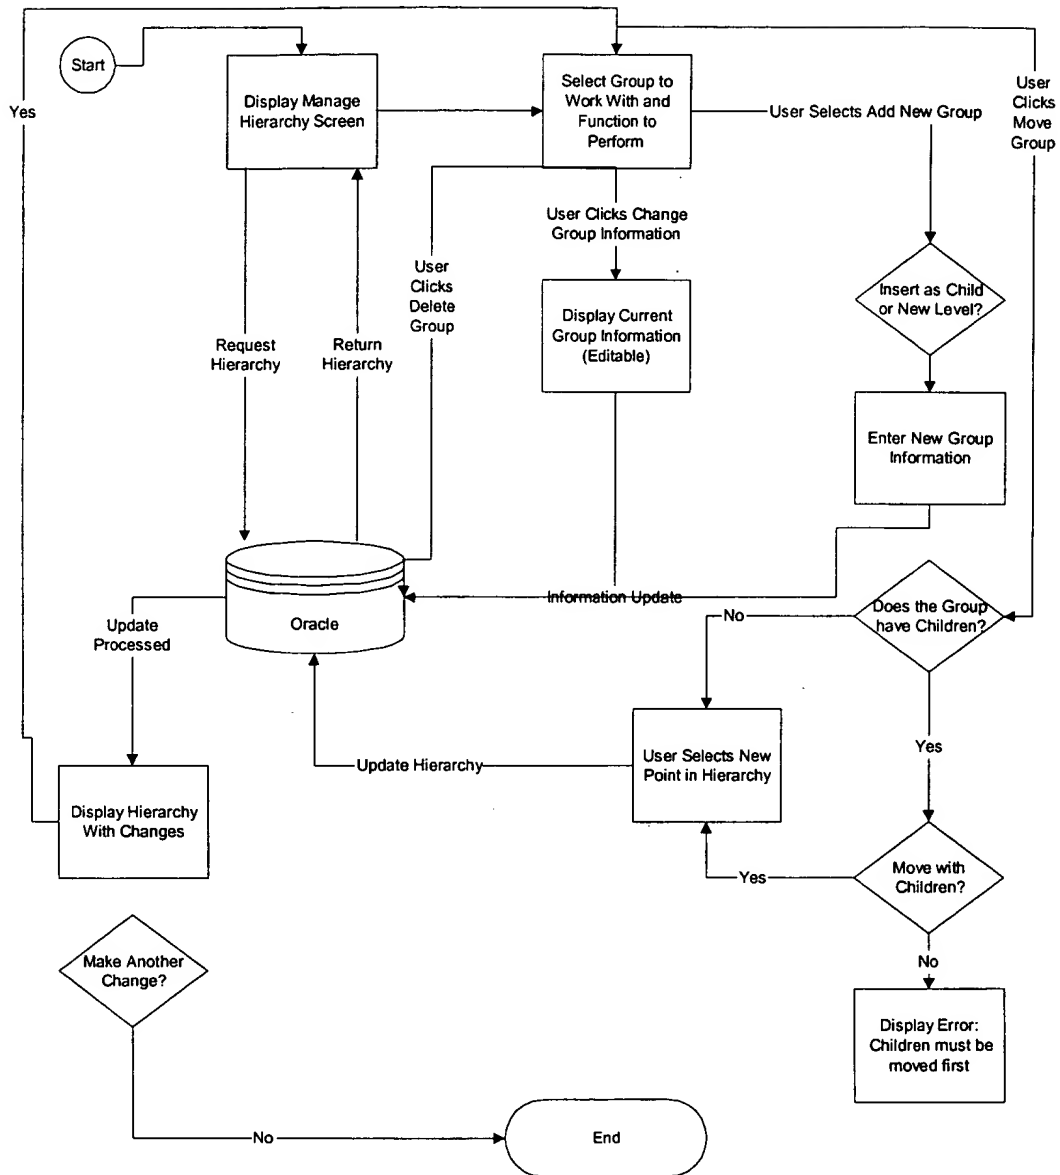 Start
Yes
Display Manage
Hierarchy Screen
Select Group to
Work With and
Function to
Perform
User Selects Add New Group
User
Clicks
Move
Group
User Clicks Change
Group Information
User
Clicks
Delete
Group
Insert as Child
or New Level?
Display Current
Group Information
(Editable)
Request
Hierarchy
Return
Hierarchy
Enter New Group
Information
Information Update
Oracle
Update
Processed
No
Does the Group
have Children?
Yes
User Selects New
Point in Hierarchy
Update Hierarchy
Display Hierarchy
With Changes
Yes
Move with
Children?
No
Make Another
Change?
Display Error:
Children must be
moved first
No
End